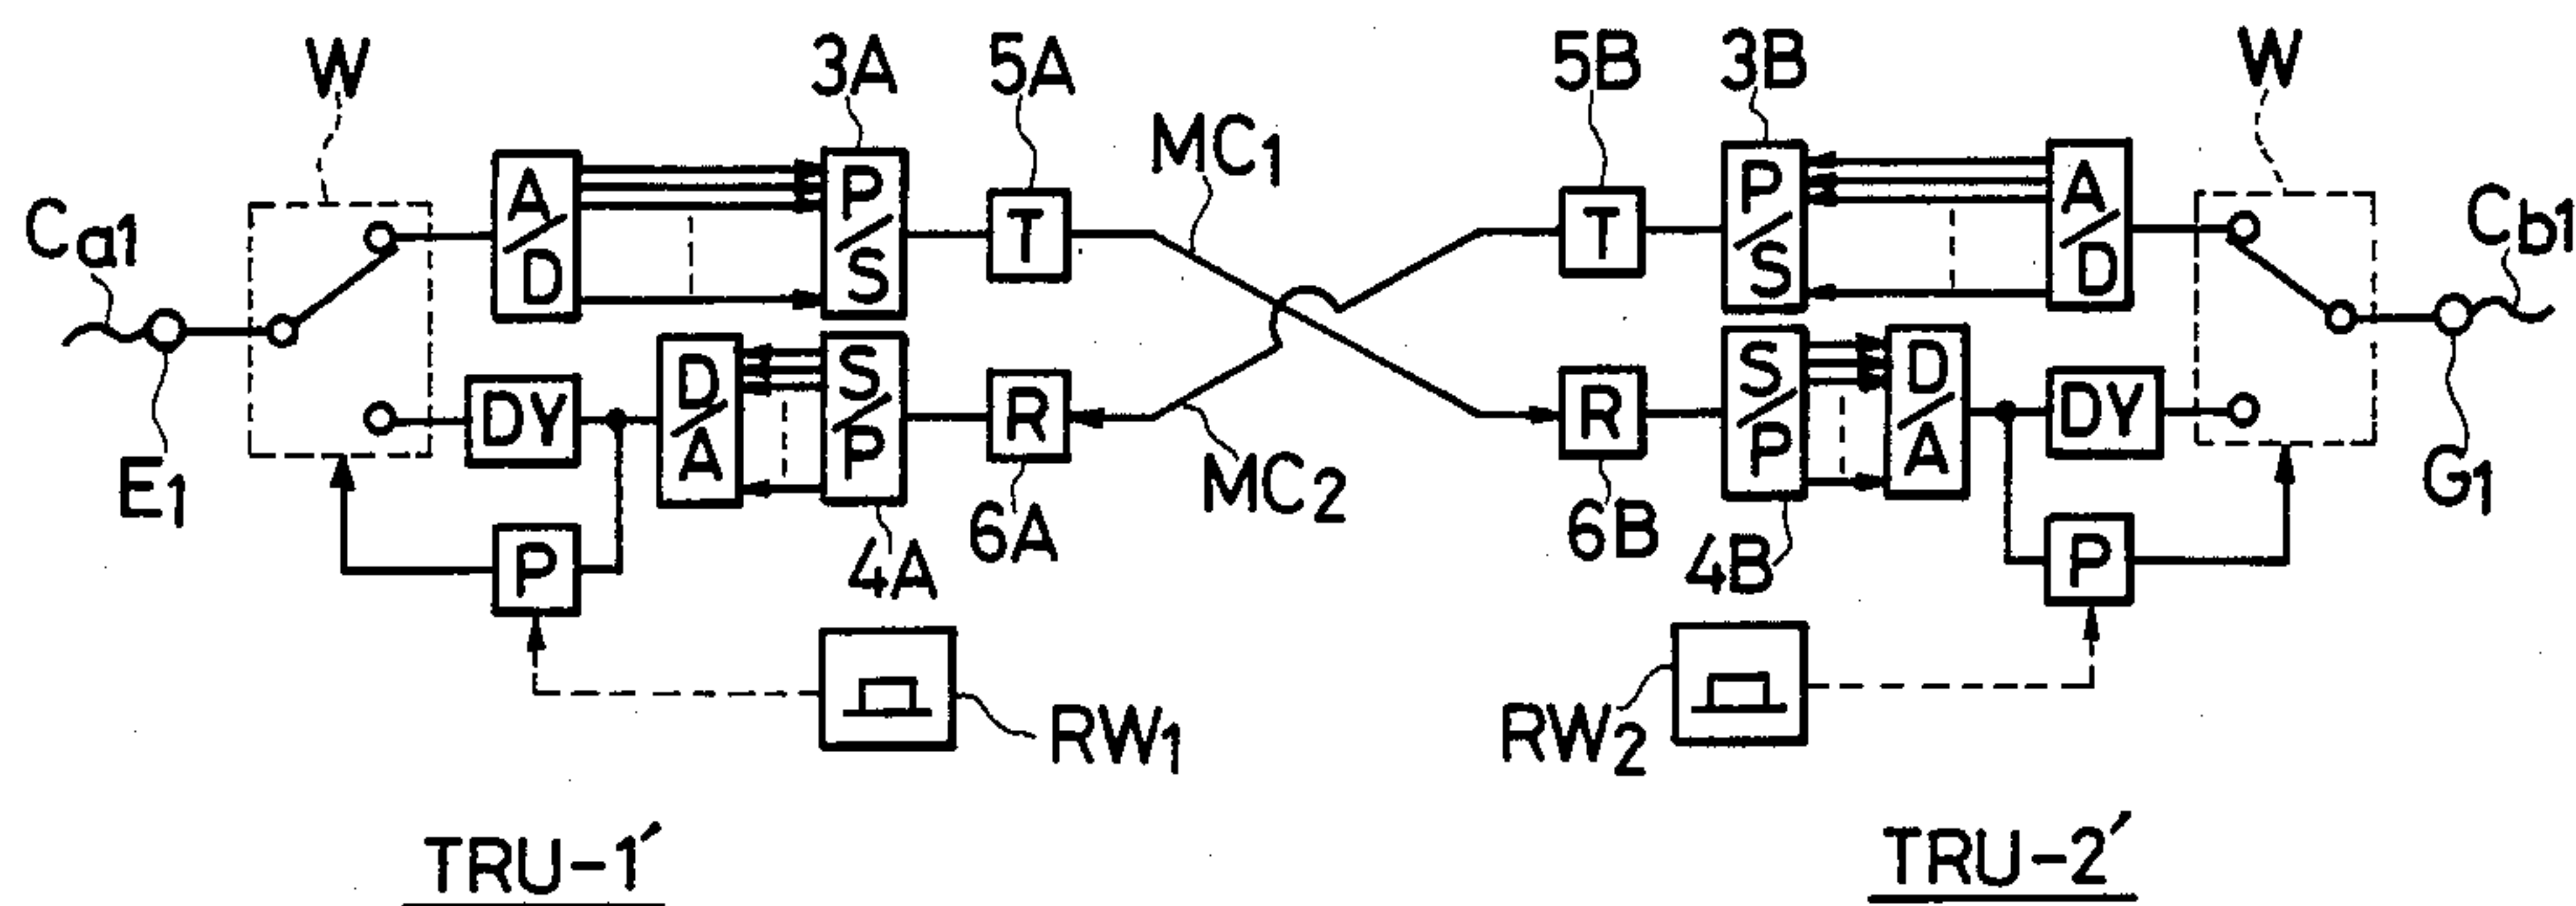 W 3A 5A 5B 3B W
MC1
Ca1 A/D P/S T T P/S A/D Cb1
E1 DY D/A S/P R R S/P D/A DY G1
MC2
P 4A 6A 6B 4B P
RW1 RW2
TRU-1′ TRU-2′